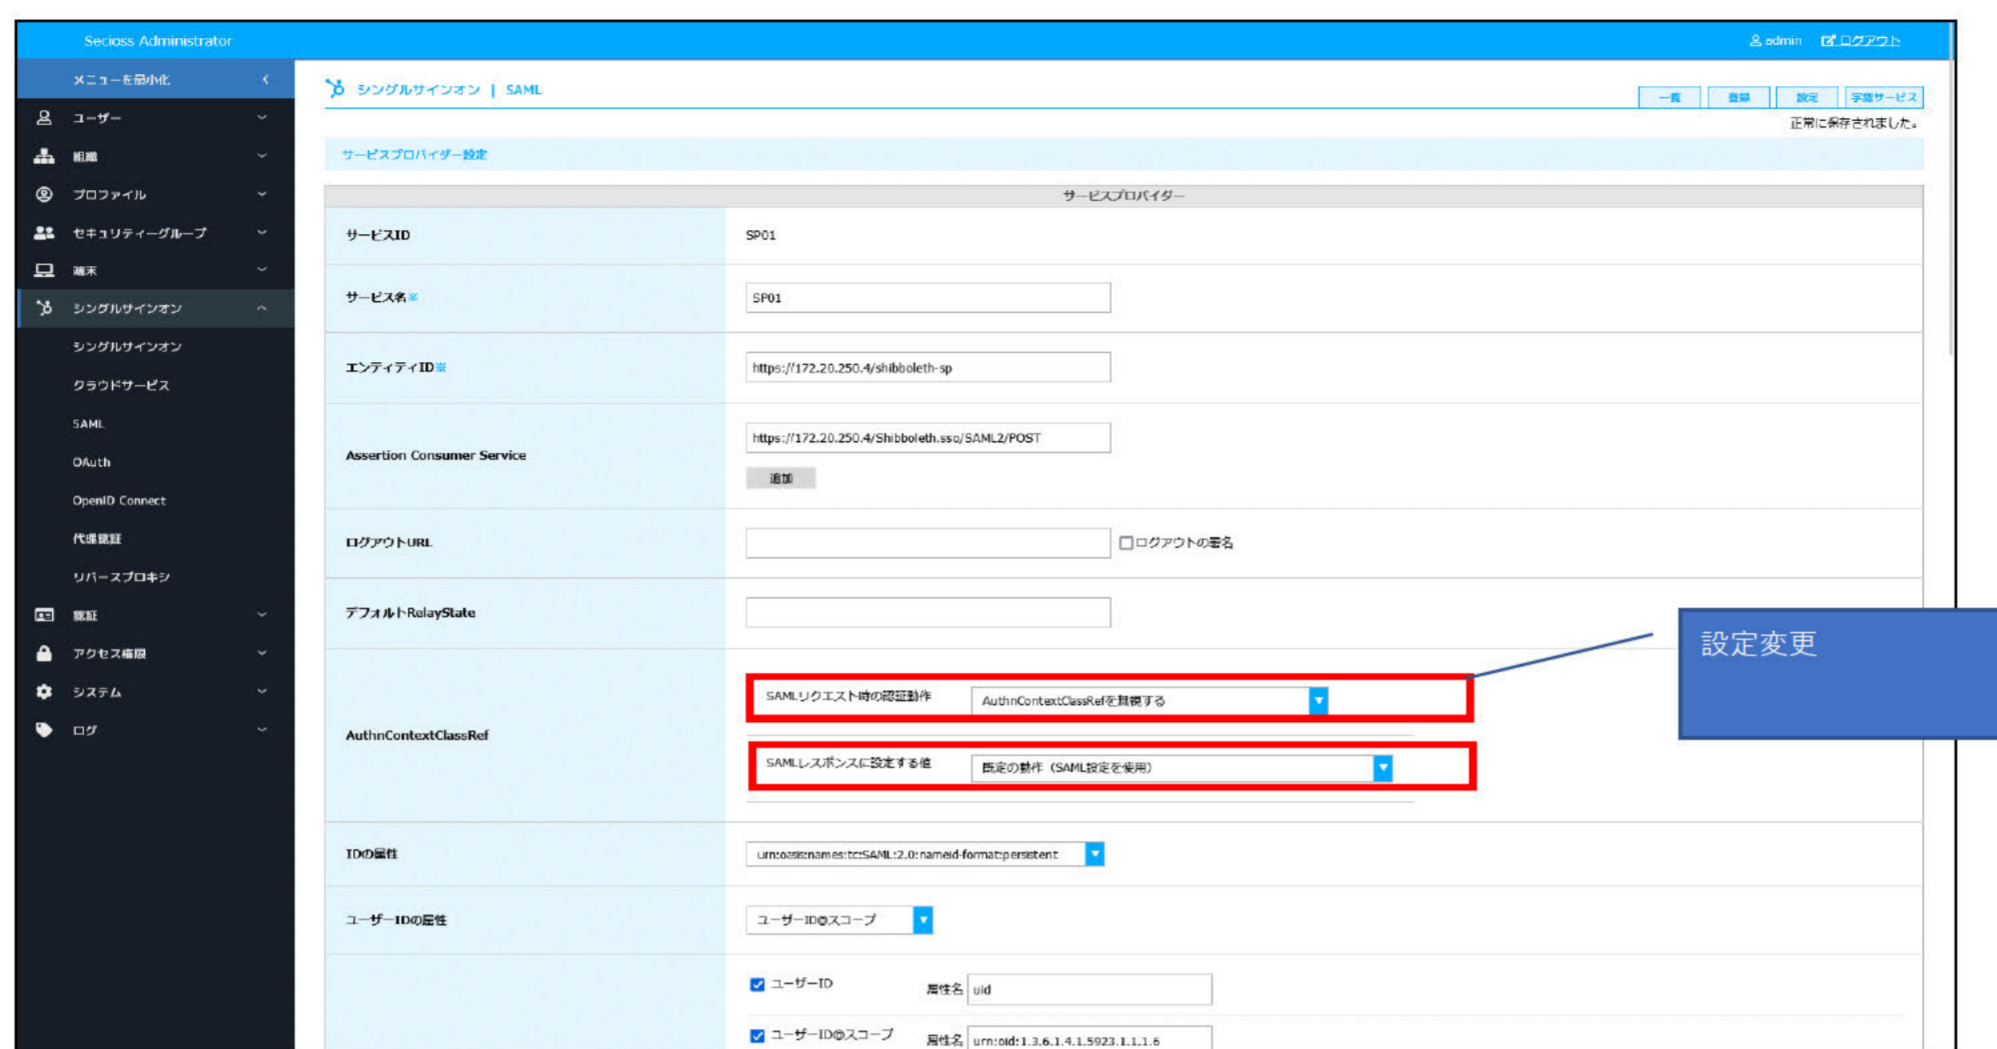 Secioss Administrator
admin ログアウト
メニューを最小化
シングルサインオン | SAML
一覧 登録 設定 学認サービス
正常に保存されました。
ユーザー
組織
プロファイル
セキュリティーグループ
端末
シングルサインオン
シングルサインオン
クラウドサービス
SAML
OAuth
OpenID Connect
代理認証
リバースプロキシ
認証
アクセス権限
システム
ログ
サービスプロバイダー設定
サービスプロバイダー
サービスID SP01
サービス名※ SP01
エンティティID※ https://172.20.250.4/shibboleth-sp
Assertion Consumer Service https://172.20.250.4/Shibboleth.sso/SAML2/POST
追加
ログアウトURL ログアウトの署名
デフォルトRelayState
設定変更
AuthnContextClassRef
SAMLリクエスト時の認証動作 AuthnContextClassRefを無視する
SAMLレスポンスに設定する値 既定の動作（SAML設定を使用）
IDの属性 urn:oasis:names:tc:SAML:2.0:nameid-format:persistent
ユーザーIDの属性 ユーザーID@スコープ
ユーザーID 属性名 uid
ユーザーID@スコープ 属性名 urn:oid:1.3.6.1.4.1.5923.1.1.1.6